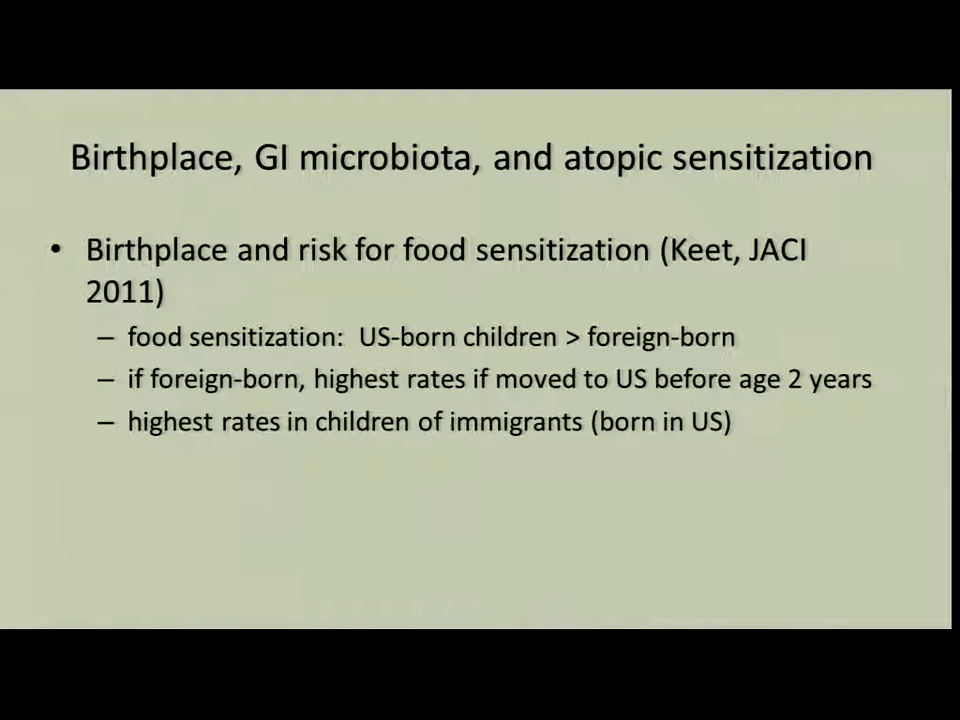 Birthplace, GI microbiota, and atopic sensitization
• Birthplace and risk for food sensitization (Keet, JACI
2011)
– food sensitization:  US-born children > foreign-born
– if foreign-born, highest rates if moved to US before age 2 years
– highest rates in children of immigrants (born in US)